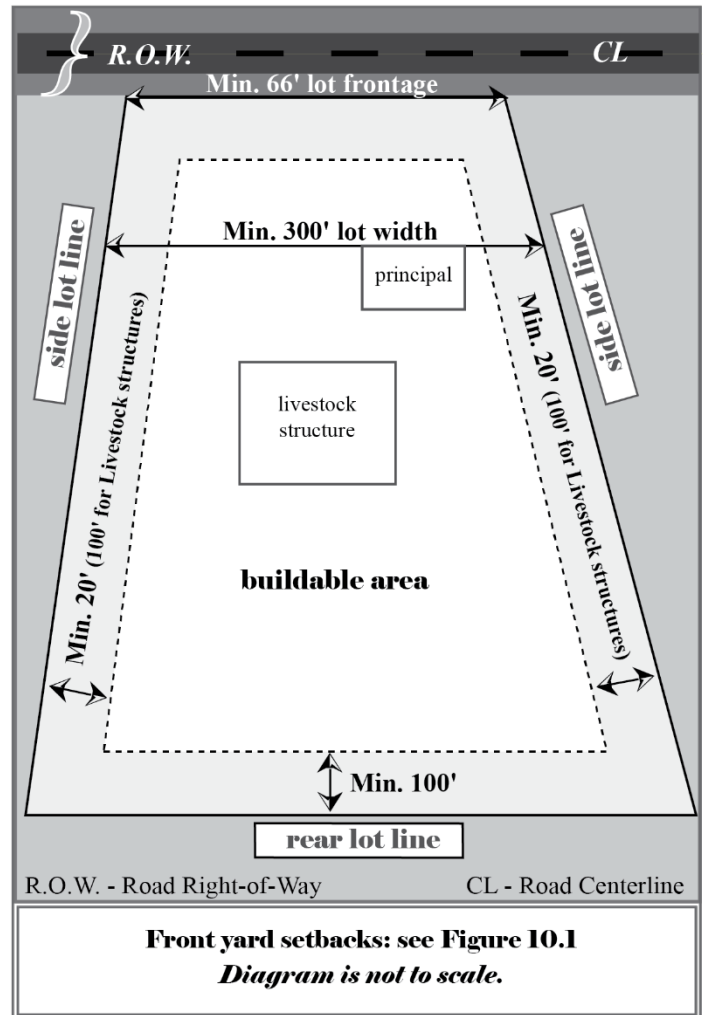 R.O.W.
CL
Min. 66' lot frontage
Min. 300' lot width
principal
side lot line
side lot line
Min. 20' (100' for Livestock structures)
Min. 20' (100' for Livestock structures)
livestock
structure
buildable area
Min. 100'
rear lot line
R.O.W. - Road Right-of-Way
CL - Road Centerline
Front yard setbacks: see Figure 10.1
Diagram is not to scale.